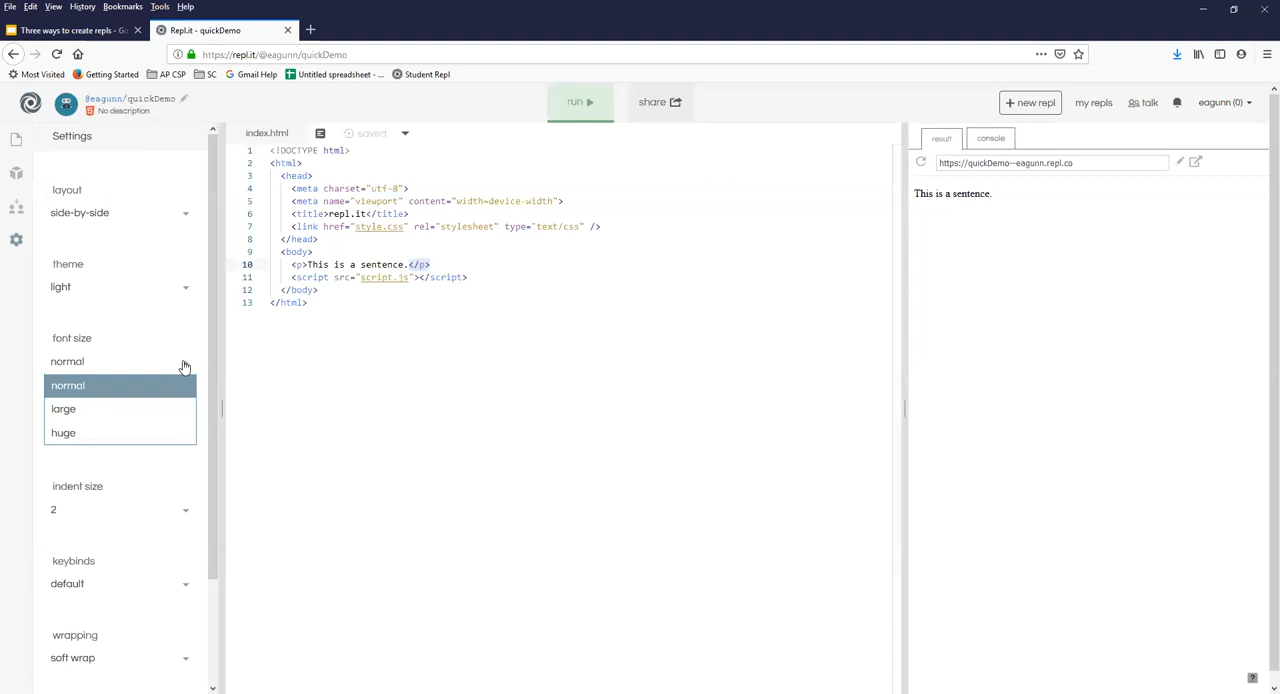 File Edit View History Bookmarks Tools Help
Three ways to create repls - Go
Repl.it - quickDemo
https://repl.it/@eagunn/quickDemo
Most Visited Getting Started AP CSP SC Gmail Help Untitled spreadsheet - ... Student Repl
@eagunn/quickDemo
No description
run
share
+ new repl
my repls
talk
eagunn (0)
Settings
layout
side-by-side
theme
light
font size
normal
normal
large
huge
indent size
2
keybinds
default
wrapping
soft wrap
index.html
saved
1 <!DOCTYPE html>
2 <html>
3 <head>
4 <meta charset="utf-8">
5 <meta name="viewport" content="width=device-width">
6 <title>repl.it</title>
7 <link href="style.css" rel="stylesheet" type="text/css" />
8 </head>
9 <body>
10 <p>This is a sentence.</p>
11 <script src="script.js"></script>
12 </body>
13 </html>
result
console
https://quickDemo--eagunn.repl.co
This is a sentence.
?